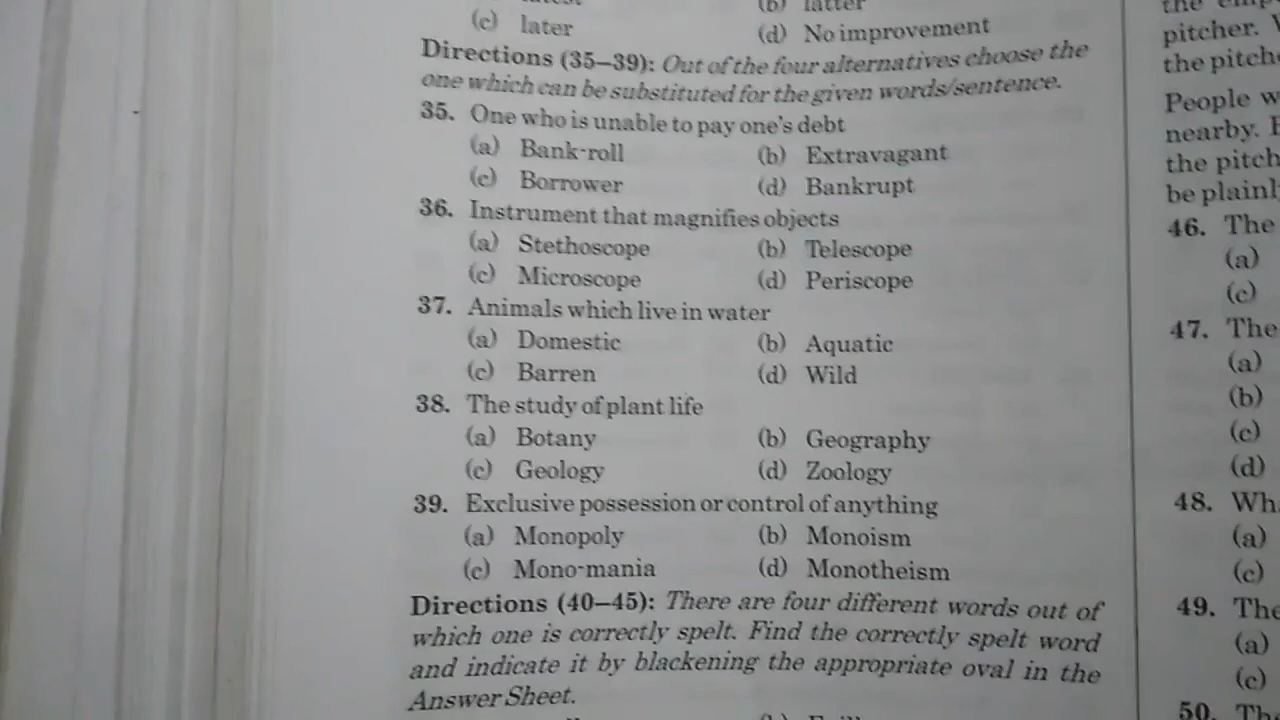 (b) latter
(c) later
(d) No improvement
Directions (35–39): Out of the four alternatives choose the
one which can be substituted for the given words/sentence.
35. One who is unable to pay one's debt
(a) Bank-roll (b) Extravagant
(c) Borrower (d) Bankrupt
36. Instrument that magnifies objects
(a) Stethoscope (b) Telescope
(c) Microscope (d) Periscope
37. Animals which live in water
(a) Domestic (b) Aquatic
(c) Barren (d) Wild
38. The study of plant life
(a) Botany (b) Geography
(c) Geology (d) Zoology
39. Exclusive possession or control of anything
(a) Monopoly (b) Monoism
(c) Mono-mania (d) Monotheism
Directions (40–45): There are four different words out of
which one is correctly spelt. Find the correctly spelt word
and indicate it by blackening the appropriate oval in the
Answer Sheet.
the
pitcher.
the
People
nearby.
the
be
46. The
(a)
(c)
47. The
(a)
(b)
(c)
(d)
48.
(a)
(c)
49.
(a)
(c)
50.